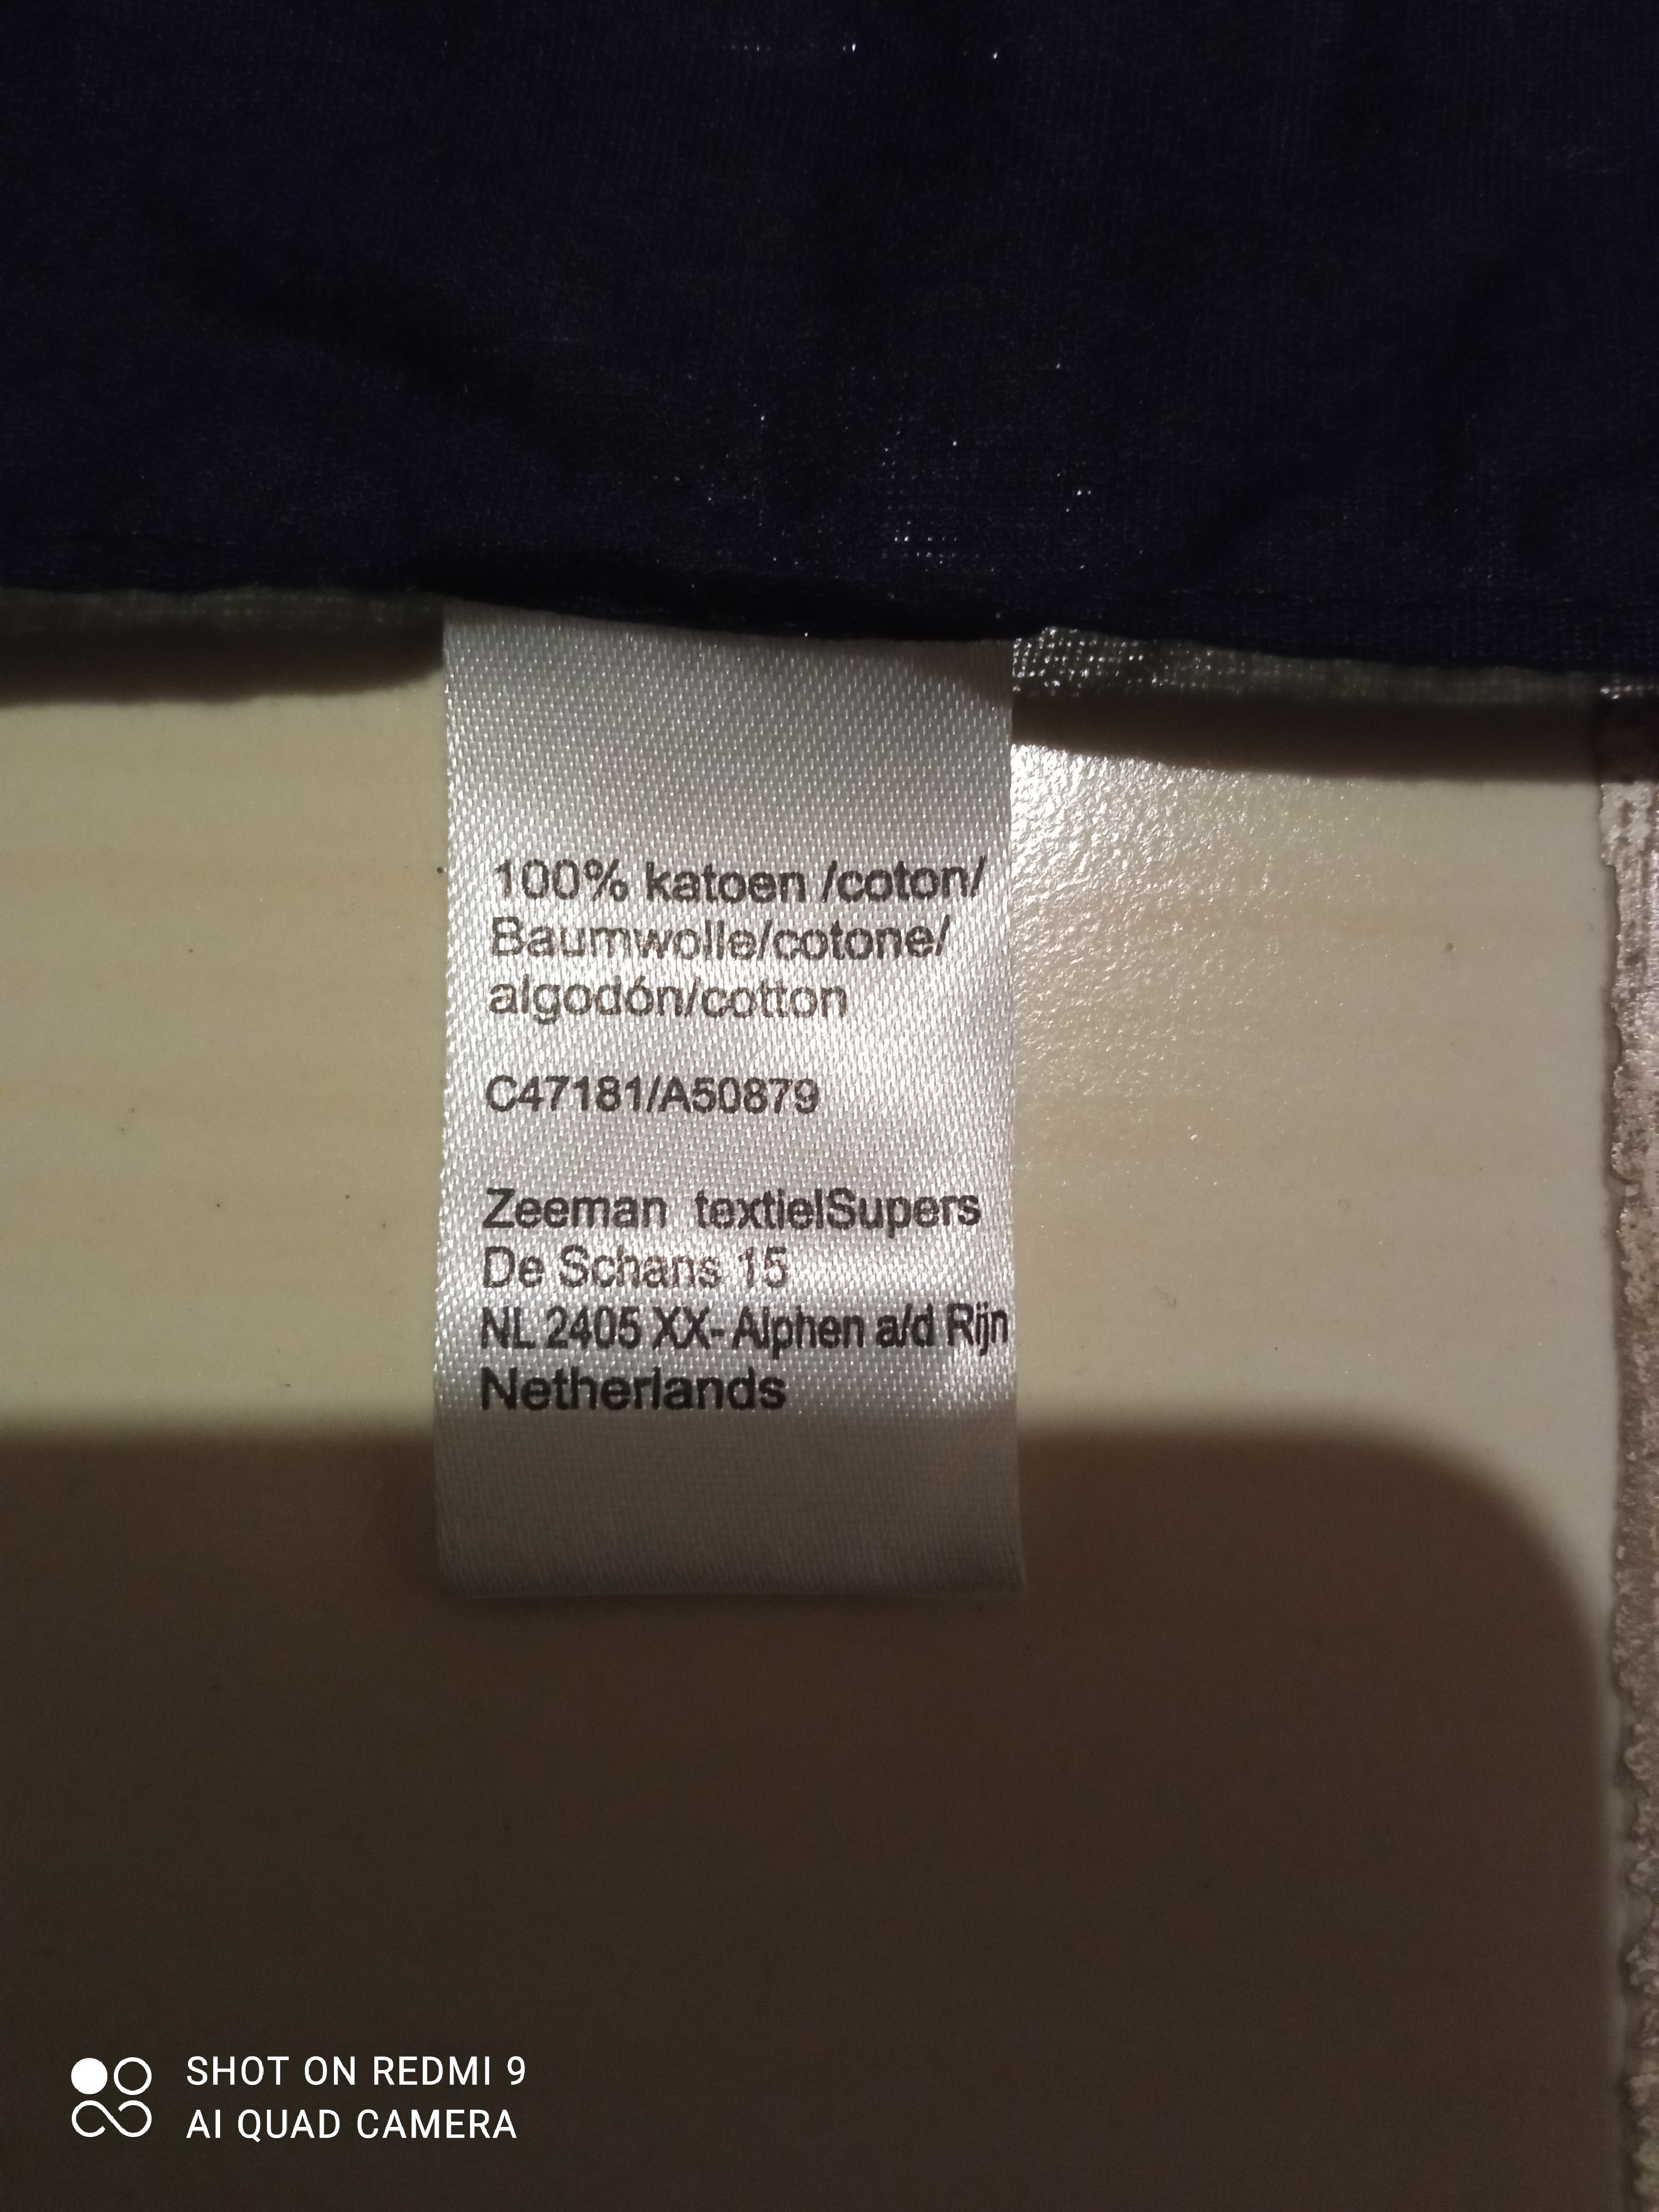 100% katoen /coton/
Baumwolle/cotone/
algodón/cotton
C47181/A50879
Zeeman textielSupers
De Schans 15
NL 2405 XX- Alphen a/d Rijn
Netherlands
SHOT ON REDMI 9
AI QUAD CAMERA